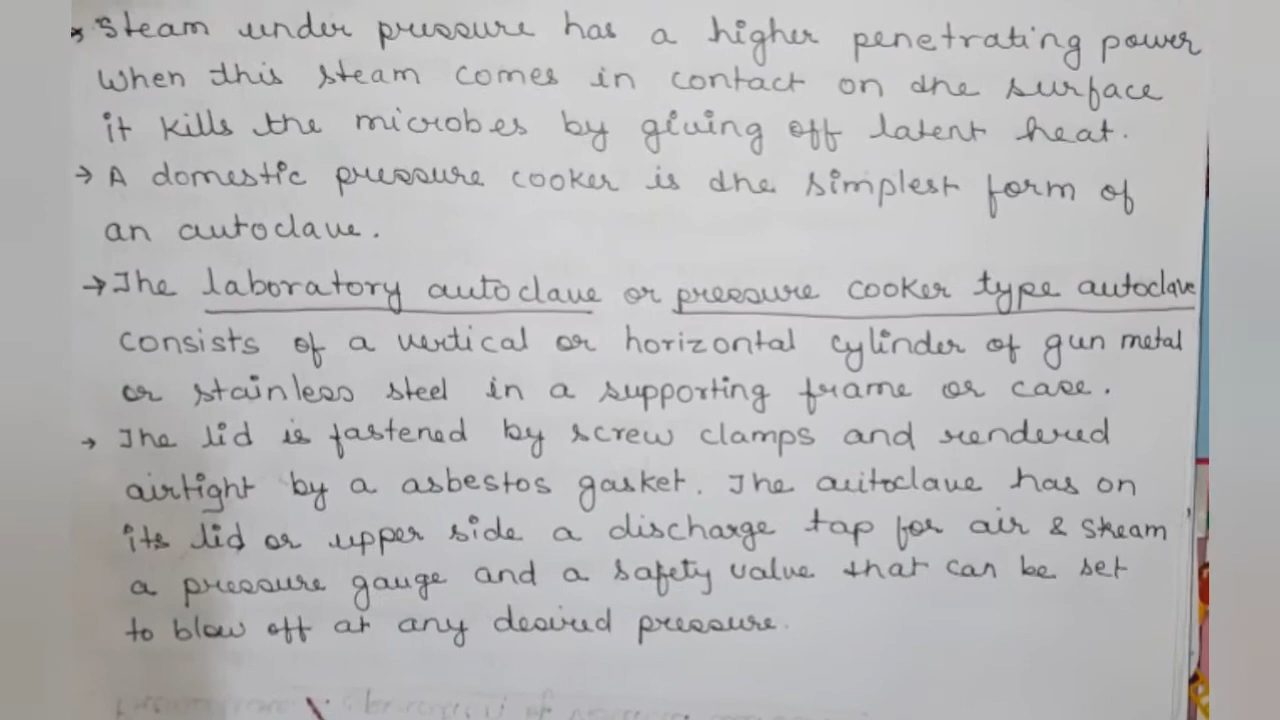 * Steam under pressure has a higher penetrating power
When this steam comes in contact on the surface
it kills the microbes by giving off latent heat.
→ A domestic pressure cooker is the simplest form of
an autoclave.
→ The laboratory autoclave or pressure cooker type autoclave
consists of a vertical or horizontal cylinder of gun metal
or stainless steel in a supporting frame or case.
→ The lid is fastened by screw clamps and rendered
airtight by a asbestos gasket. The autoclave has on
its lid or upper side a discharge tap for air & steam
a pressure gauge and a safety value that can be set
to blow off at any desired pressure.